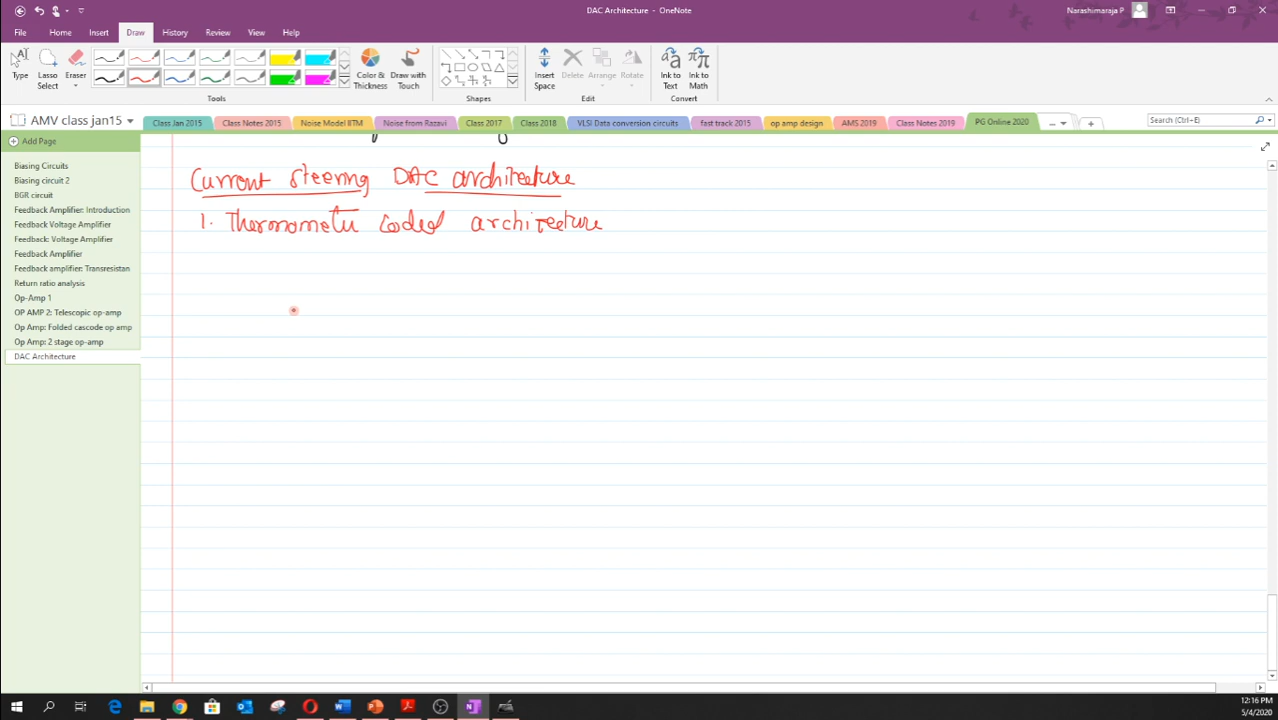 DAC Architecture - OneNote
Narashimaraja P
File Home Insert Draw History Review View Help
Type
Lasso Select
Eraser
Color & Thickness
Draw with Touch
Insert Space
Delete
Arrange
Rotate
Ink to Text
Ink to Math
Tools
Shapes
Edit
Convert
AMV class jan15
Class Jan 2015
Class Notes 2015
Noise Model IITM
Noise from Razavi
Class 2017
Class 2018
VLSI Data conversion circuits
fast track 2015
op amp design
AMS 2019
Class Notes 2019
PG Online 2020
Search (Ctrl+E)
Add Page
Biasing Circuits
Biasing circuit 2
BGR circuit
Feedback Amplifier: Introduction
Feedback Voltage Amplifier
Feedback: Voltage Amplifier
Feedback Amplifier
Feedback amplifier: Transresistan
Return ratio analysis
Op-Amp 1
OP AMP 2: Telescopic op-amp
Op Amp: Folded cascode op amp
Op Amp: 2 stage op-amp
DAC Architecture
Current steering DAC architecture
1. Thermometer coded architecture
12:16 PM
5/4/2020